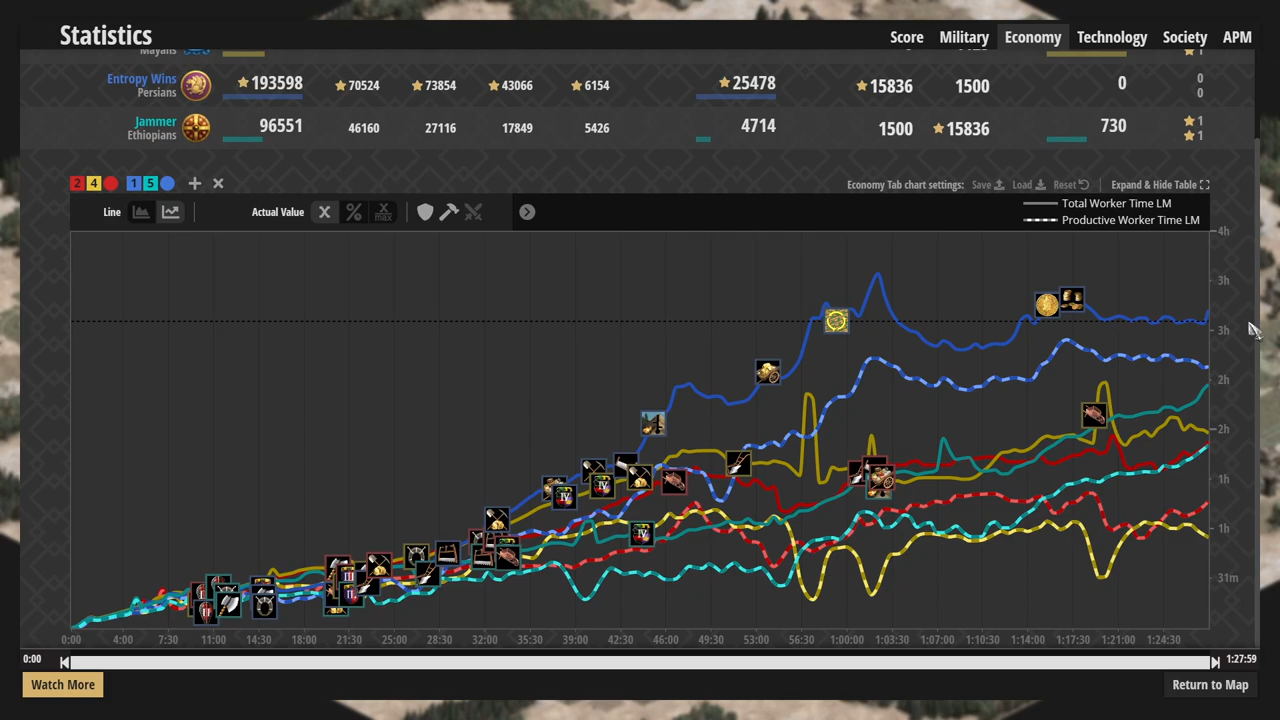 Statistics
Score Military Economy Technology Society APM
Mayans
1
Entropy Wins
Persians
193598 70524 73854 43066 6154 25478 15836 1500 0 0
0
Jammer
Ethiopians
96551 46160 27116 17849 5426 4714 1500 15836 730 1
1
2 4 1 5
Economy Tab chart settings: Save Load Reset Expand & Hide Table
Line Actual Value X % X/max
Total Worker Time LM
Productive Worker Time LM
4h
3h
3h
2h
2h
1h
1h
31m
0:00 4:00 7:30 11:00 14:30 18:00 21:30 25:00 28:30 32:00 35:30 39:00 42:30 46:00 49:30 53:00 56:30 1:00:00 1:03:30 1:07:00 1:10:30 1:14:00 1:17:30 1:21:00 1:24:30
0:00 1:27:59
Watch More Return to Map